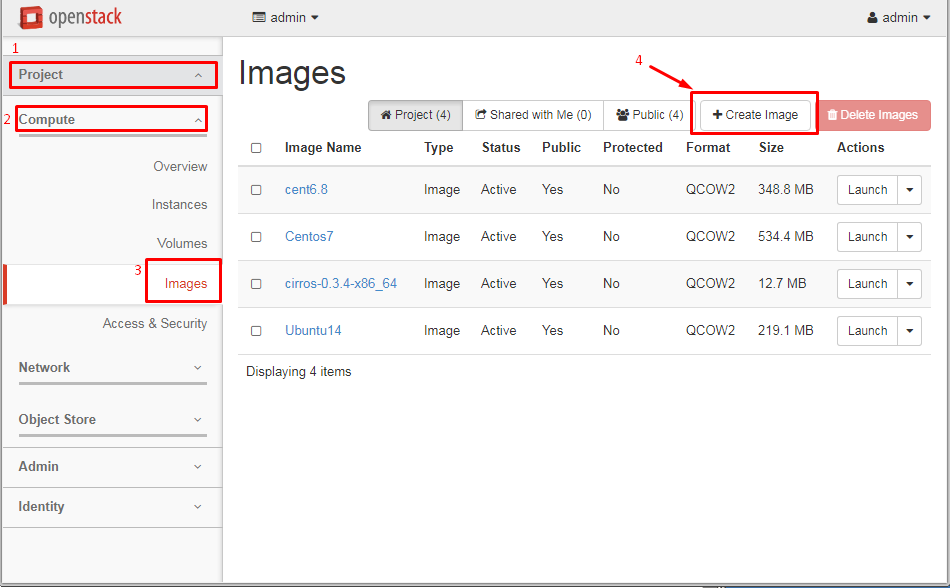 openstack admin admin
1
Project
2 Compute
Overview
Instances
Volumes
3 Images
Access & Security
Network
Object Store
Admin
Identity
Images
4
Project (4) Shared with Me (0) Public (4) Create Image Delete Images
Image Name Type Status Public Protected Format Size Actions
cent6.8 Image Active Yes No QCOW2 348.8 MB Launch
Centos7 Image Active Yes No QCOW2 534.4 MB Launch
cirros-0.3.4-x86_64 Image Active Yes No QCOW2 12.7 MB Launch
Ubuntu14 Image Active Yes No QCOW2 219.1 MB Launch
Displaying 4 items